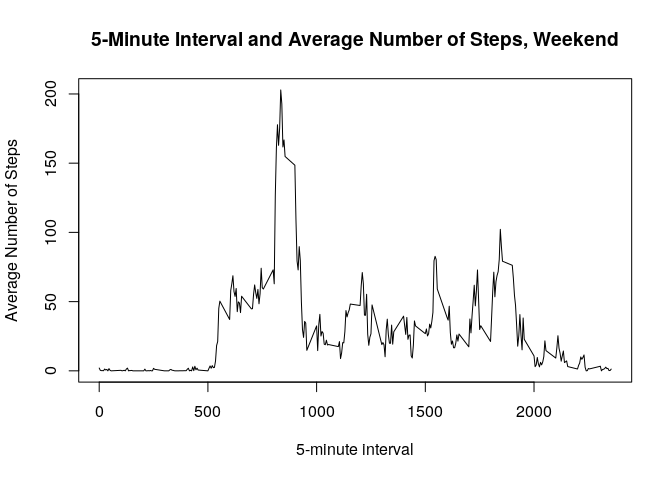 5-Minute Interval and Average Number of Steps, Weekend
Average Number of Steps
200
150
100
50
0
0 500 1000 1500 2000
5-minute interval